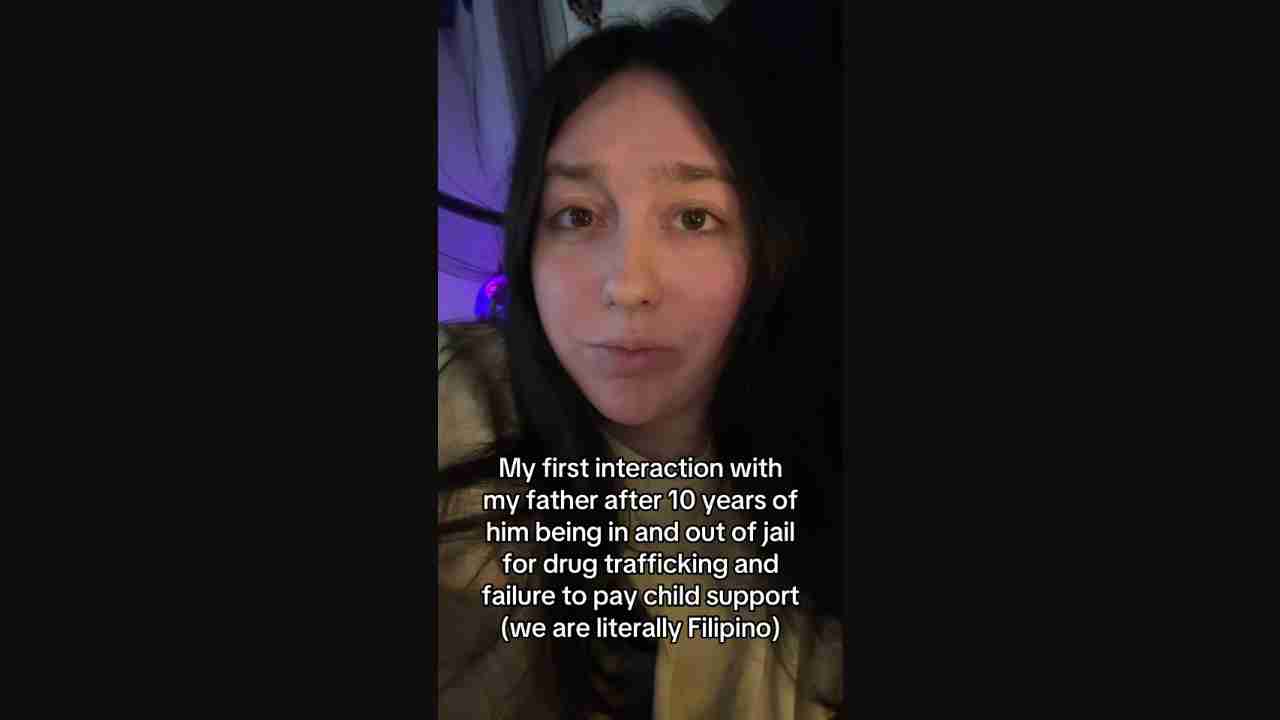 My first interaction with
my father after 10 years of
him being in and out of jail
for drug trafficking and
failure to pay child support
(we are literally Filipino)